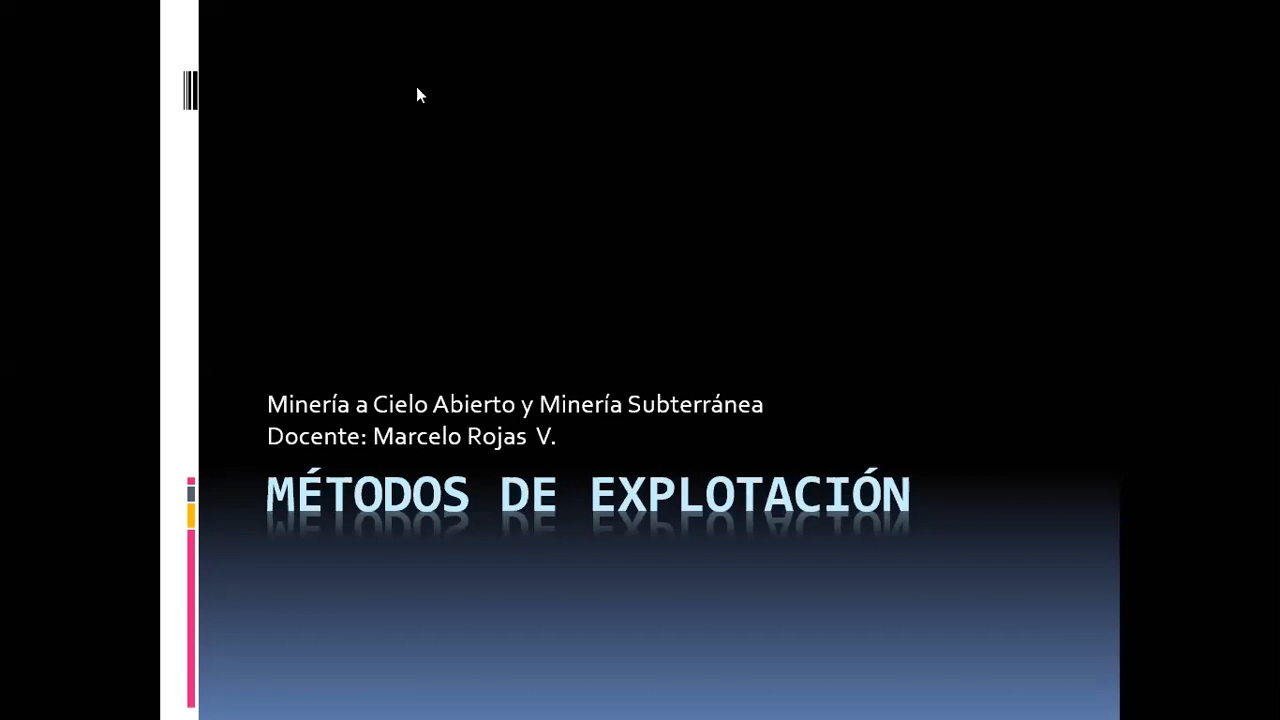 Minería a Cielo Abierto y Minería Subterránea
Docente: Marcelo Rojas V.
MÉTODOS DE EXPLOTACIÓN